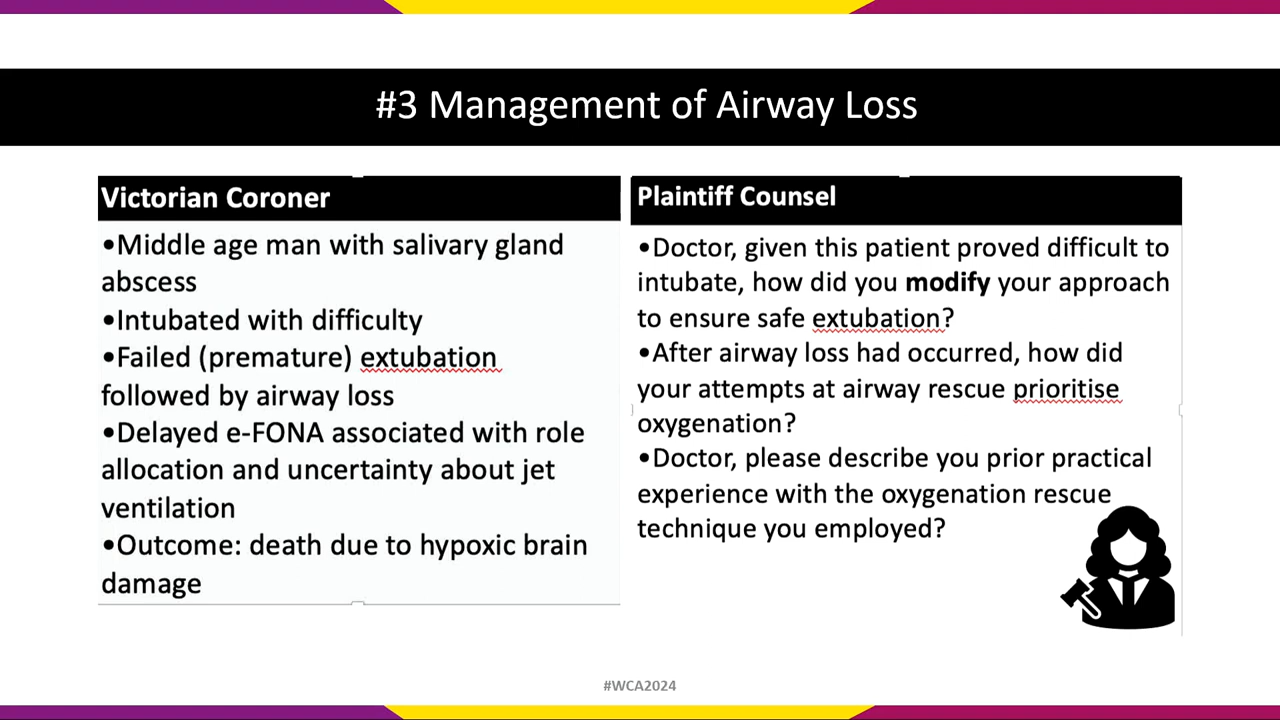 #3 Management of Airway Loss
Victorian Coroner
•Middle age man with salivary gland
abscess
•Intubated with difficulty
•Failed (premature) extubation
followed by airway loss
•Delayed e-FONA associated with role
allocation and uncertainty about jet
ventilation
•Outcome: death due to hypoxic brain
damage
Plaintiff Counsel
•Doctor, given this patient proved difficult to
intubate, how did you modify your approach
to ensure safe extubation?
•After airway loss had occurred, how did
your attempts at airway rescue prioritise
oxygenation?
•Doctor, please describe you prior practical
experience with the oxygenation rescue
technique you employed?
#WCA2024